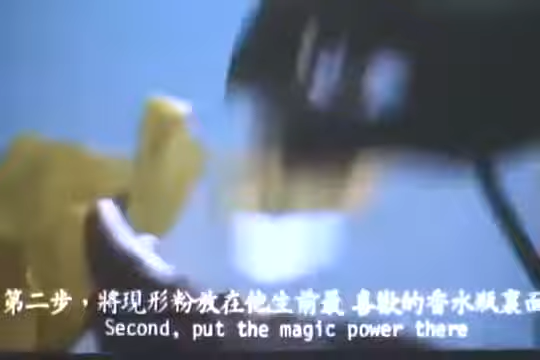 第二步，將現形粉放在他生前最 喜歡的香水瓶裏面
Second, put the magic power there